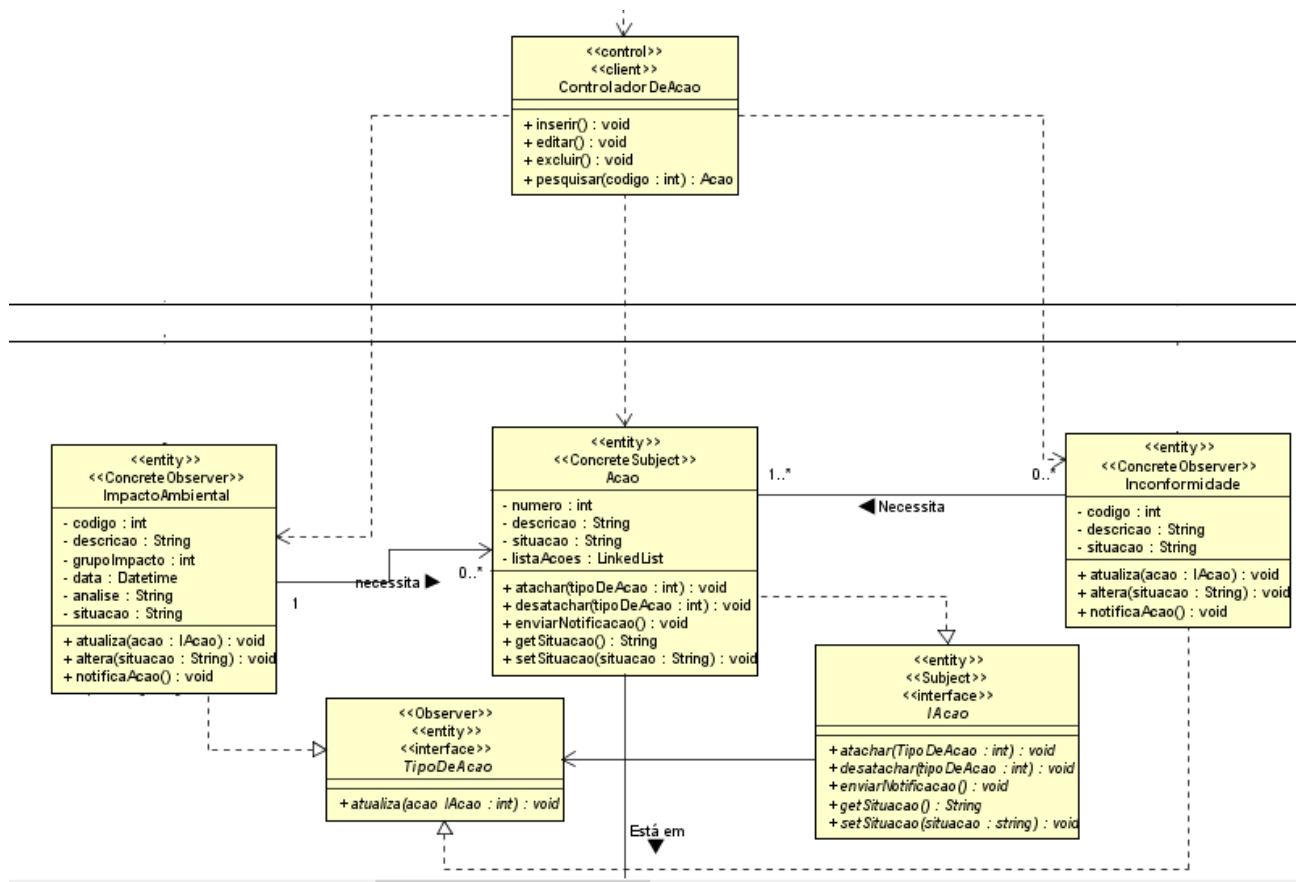 <<control>>
<<client>>
ControladorDeAcao
+ inserir() : void
+ editar() : void
+ excluir() : void
+ pesquisar(codigo : int) : Acao
<<entity>>
<<ConcreteObserver>>
ImpactoAmbiental
- codigo : int
- descricao : String
- grupoImpacto : int
- data : Datetime
- analise : String
- situacao : String
+ atualiza(acao : IAcao) : void
+ altera(situacao : String) : void
+ notificaAcao() : void
1
necessita
0..*
<<entity>>
<<ConcreteSubject>>
Acao
- numero : int
- descricao : String
- situacao : String
- listaAcoes : LinkedList
+ atachar(tipoDeAcao : int) : void
+ desatachar(tipoDeAcao : int) : void
+ enviarNotificacao() : void
+ getSituacao() : String
+ setSituacao(situacao : String) : void
1..*
0..*
Necessita
<<entity>>
<<ConcreteObserver>>
Inconformidade
- codigo : int
- descricao : String
- situacao : String
+ atualiza(acao : IAcao) : void
+ altera(situacao : String) : void
+ notificaAcao() : void
<<Observer>>
<<entity>>
<<interface>>
TipoDeAcao
+ atualiza(acao IAcao : int) : void
<<entity>>
<<Subject>>
<<interface>>
IAcao
+ atachar(TipoDeAcao : int) : void
+ desatachar(tipoDeAcao : int) : void
+ enviarNotificacao() : void
+ getSituacao() : String
+ setSituacao(situacao : string) : void
Está em